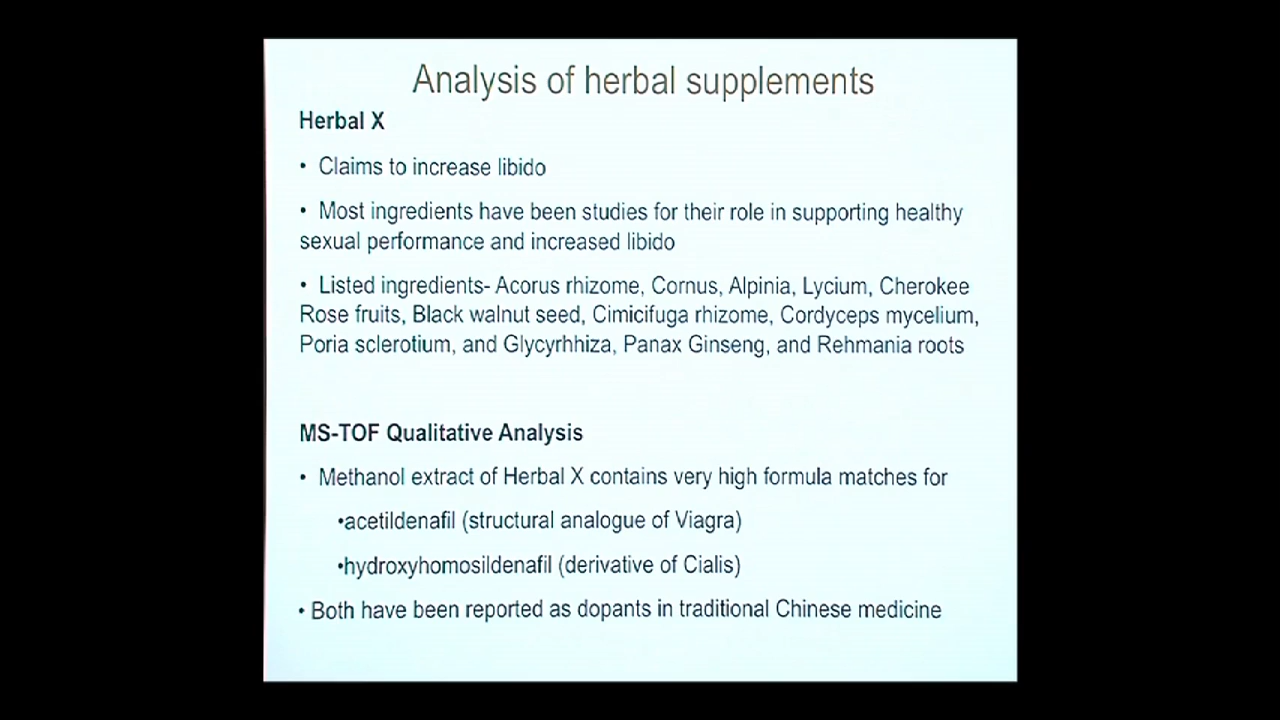 Analysis of herbal supplements
Herbal X
• Claims to increase libido
• Most ingredients have been studies for their role in supporting healthy
sexual performance and increased libido
• Listed ingredients- Acorus rhizome, Cornus, Alpinia, Lycium, Cherokee
Rose fruits, Black walnut seed, Cimicifuga rhizome, Cordyceps mycelium,
Poria sclerotium, and Glycyrhhiza, Panax Ginseng, and Rehmania roots
MS-TOF Qualitative Analysis
• Methanol extract of Herbal X contains very high formula matches for
•acetildenafil (structural analogue of Viagra)
•hydroxyhomosildenafil (derivative of Cialis)
• Both have been reported as dopants in traditional Chinese medicine